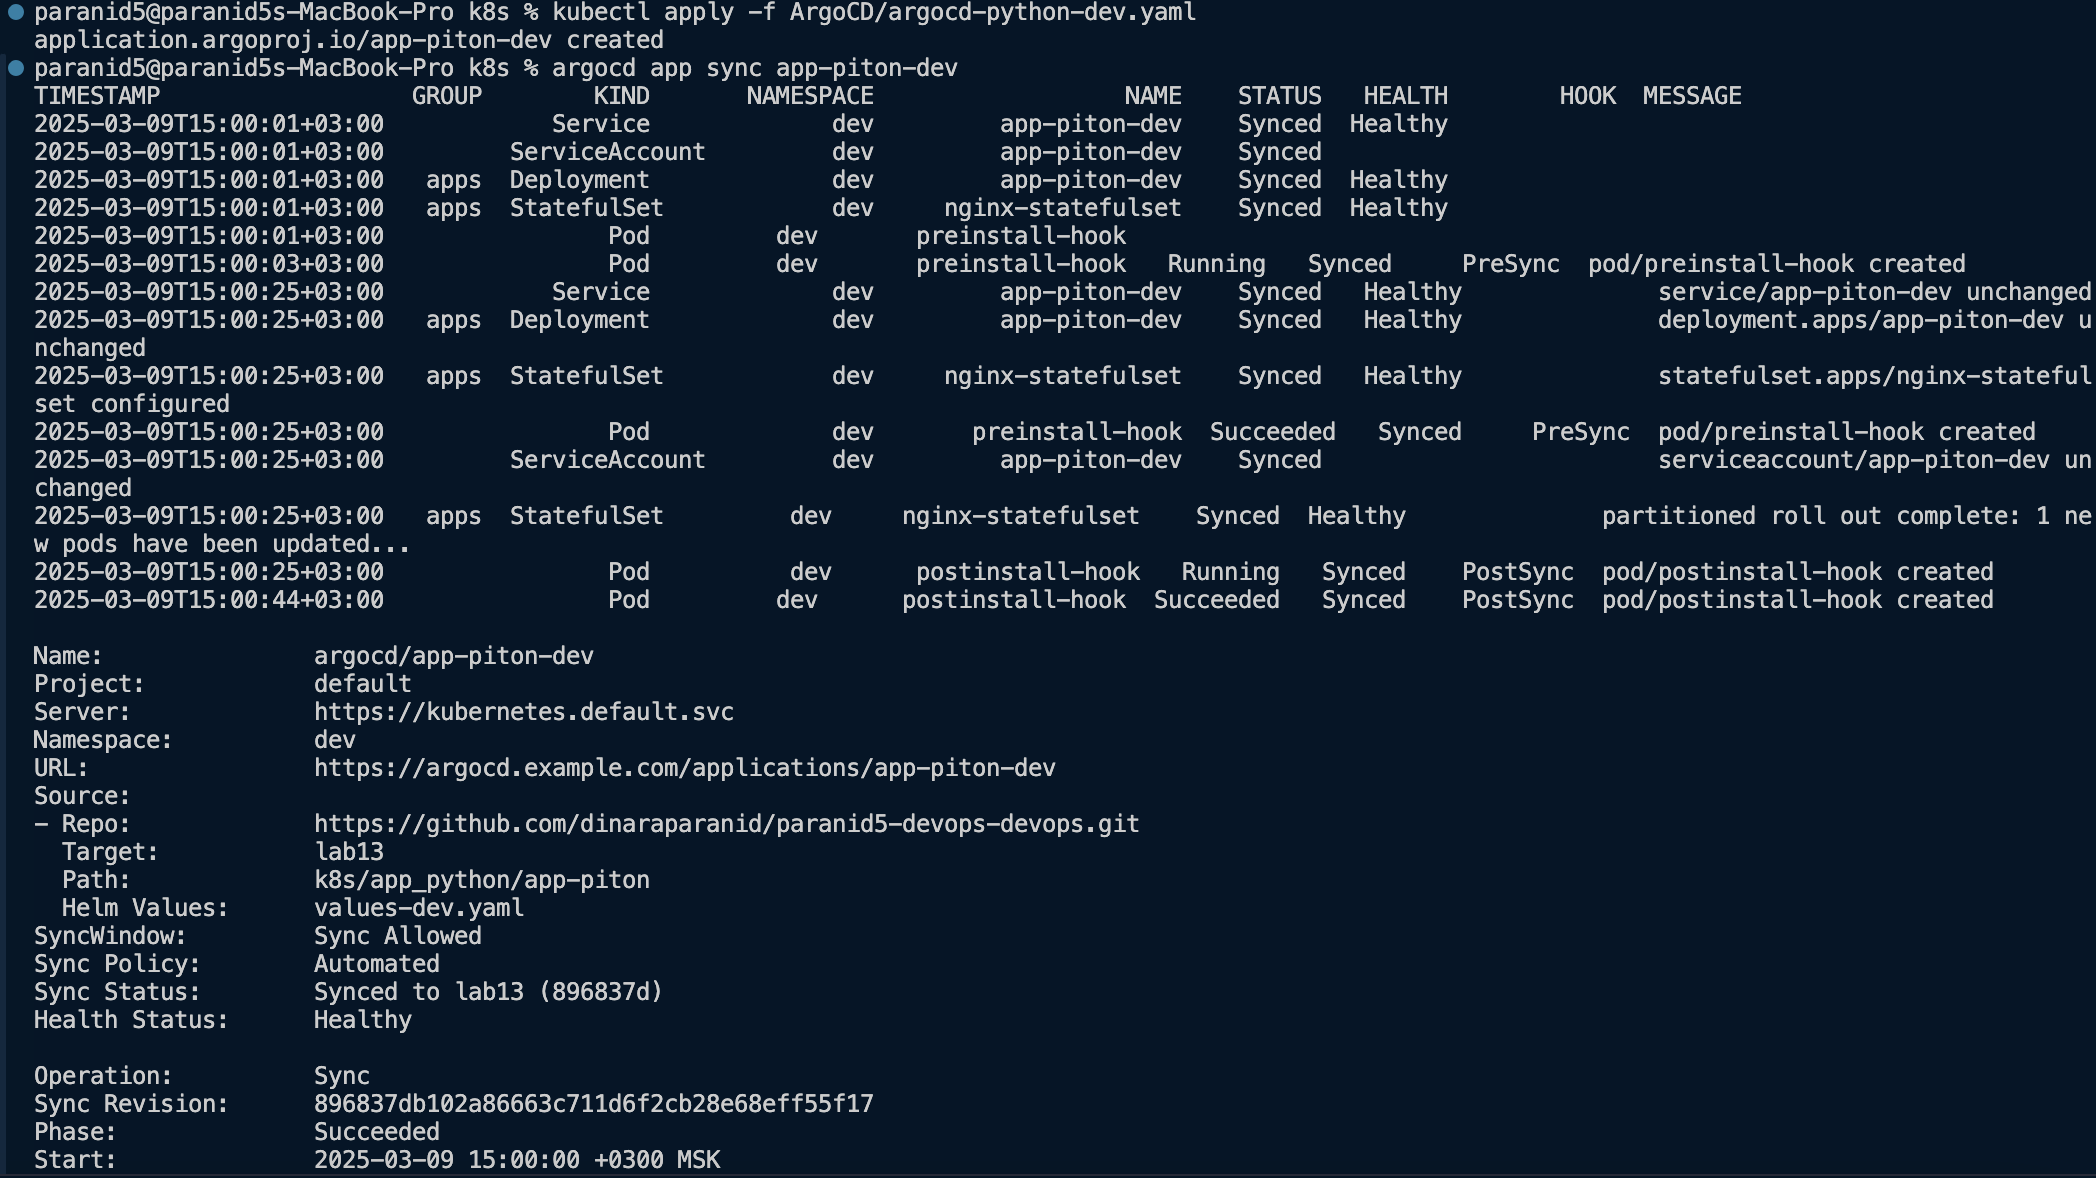 paranid5@paranid5s-MacBook-Pro k8s % kubectl apply -f ArgoCD/argocd-python-dev.yaml
application.argoproj.io/app-piton-dev created
paranid5@paranid5s-MacBook-Pro k8s % argocd app sync app-piton-dev
TIMESTAMP                  GROUP        KIND       NAMESPACE                  NAME    STATUS   HEALTH        HOOK  MESSAGE
2025-03-09T15:00:01+03:00            Service             dev         app-piton-dev    Synced  Healthy
2025-03-09T15:00:01+03:00         ServiceAccount         dev         app-piton-dev    Synced
2025-03-09T15:00:01+03:00   apps  Deployment             dev         app-piton-dev    Synced  Healthy
2025-03-09T15:00:01+03:00   apps  StatefulSet            dev     nginx-statefulset    Synced  Healthy
2025-03-09T15:00:01+03:00                Pod         dev       preinstall-hook
2025-03-09T15:00:03+03:00                Pod         dev       preinstall-hook   Running   Synced     PreSync  pod/preinstall-hook created
2025-03-09T15:00:25+03:00            Service             dev         app-piton-dev    Synced   Healthy              service/app-piton-dev unchanged
2025-03-09T15:00:25+03:00   apps  Deployment             dev         app-piton-dev    Synced   Healthy              deployment.apps/app-piton-dev u
nchanged
2025-03-09T15:00:25+03:00   apps  StatefulSet            dev     nginx-statefulset    Synced   Healthy              statefulset.apps/nginx-stateful
set configured
2025-03-09T15:00:25+03:00                Pod             dev       preinstall-hook  Succeeded   Synced     PreSync  pod/preinstall-hook created
2025-03-09T15:00:25+03:00         ServiceAccount         dev         app-piton-dev    Synced                        serviceaccount/app-piton-dev un
changed
2025-03-09T15:00:25+03:00   apps  StatefulSet         dev     nginx-statefulset    Synced  Healthy              partitioned roll out complete: 1 ne
w pods have been updated...
2025-03-09T15:00:25+03:00                Pod          dev      postinstall-hook   Running   Synced    PostSync  pod/postinstall-hook created
2025-03-09T15:00:44+03:00                Pod         dev      postinstall-hook  Succeeded   Synced    PostSync  pod/postinstall-hook created
Name:               argocd/app-piton-dev
Project:            default
Server:             https://kubernetes.default.svc
Namespace:          dev
URL:                https://argocd.example.com/applications/app-piton-dev
Source:
- Repo:             https://github.com/dinaraparanid/paranid5-devops-devops.git
  Target:           lab13
  Path:             k8s/app_python/app-piton
  Helm Values:      values-dev.yaml
SyncWindow:         Sync Allowed
Sync Policy:        Automated
Sync Status:        Synced to lab13 (896837d)
Health Status:      Healthy
Operation:          Sync
Sync Revision:      896837db102a86663c711d6f2cb28e68eff55f17
Phase:              Succeeded
Start:              2025-03-09 15:00:00 +0300 MSK